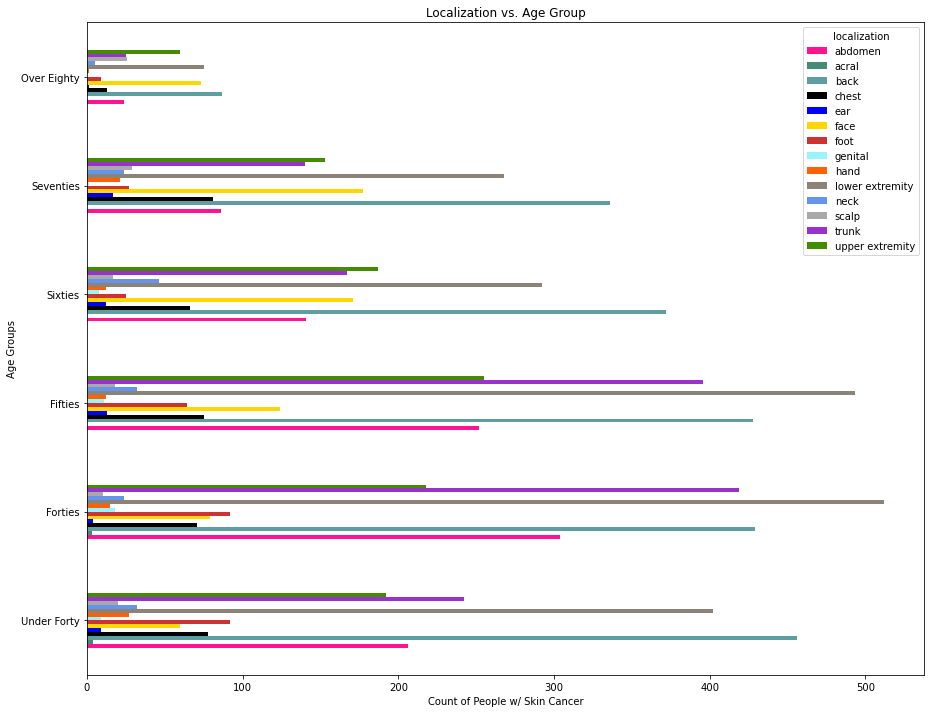 Localization vs. Age Group
localization
abdomen
acral
back
chest
ear
face
foot
genital
hand
lower extremity
neck
scalp
trunk
upper extremity
Age Groups
Over Eighty
Seventies
Sixties
Fifties
Forties
Under Forty
0 100 200 300 400 500
Count of People w/ Skin Cancer